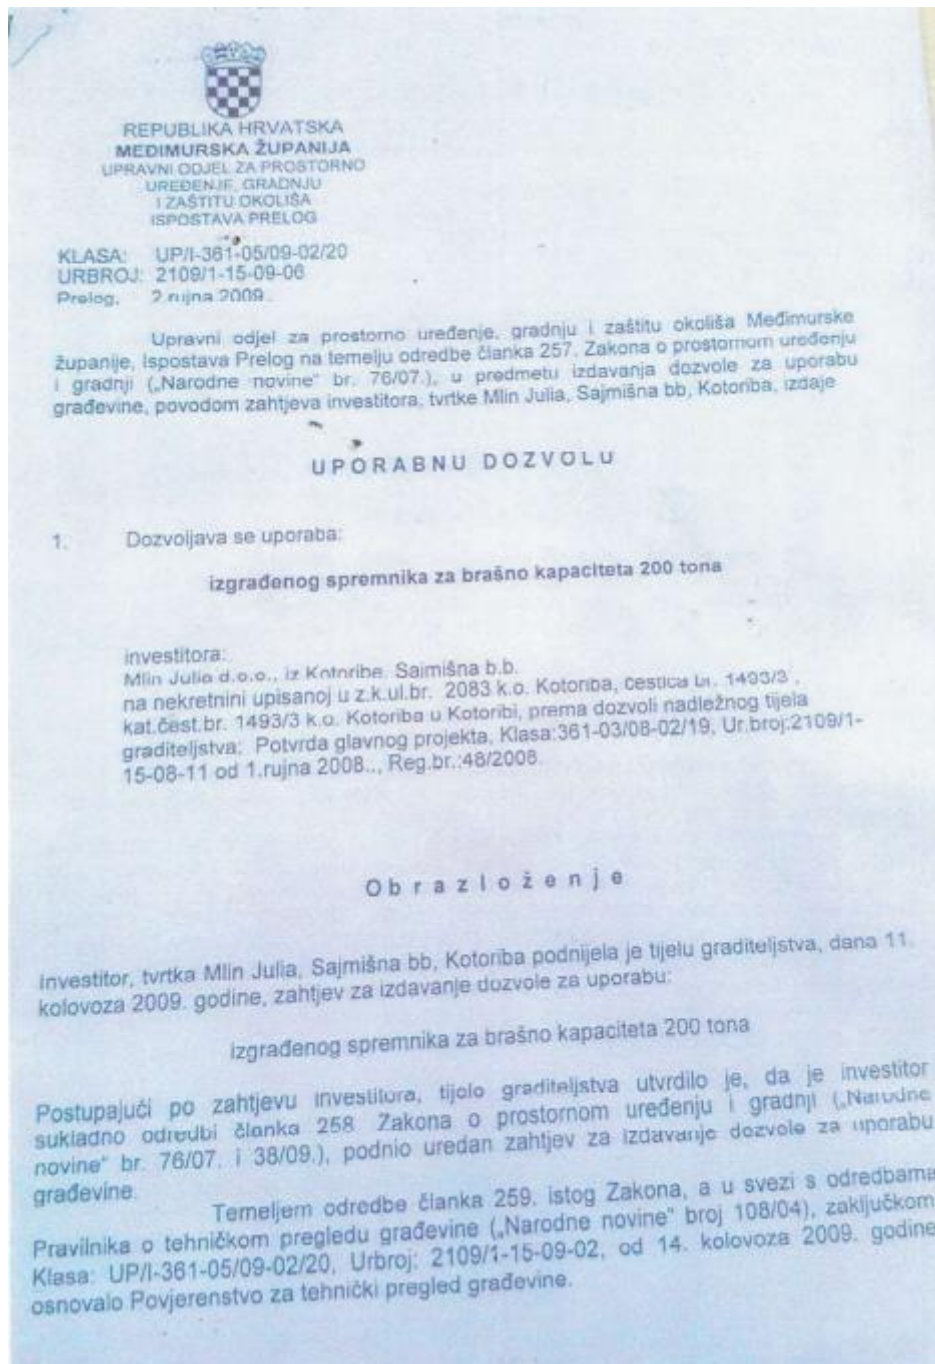 REPUBLIKA HRVATSKA
MEĐIMURSKA ŽUPANIJA
UPRAVNI ODJEL ZA PROSTORNO
UREĐENJE, GRADNJU
I ZAŠTITU OKOLIŠA
ISPOSTAVA PRELOG
KLASA: UP/I-361-05/09-02/20
URBROJ: 2109/1-15-09-06
Prelog, 2.rujna 2009.
Upravni odjel za prostorno uređenje, gradnju i zaštitu okoliša Međimurske
županije, Ispostava Prelog na temelju odredbe članka 257. Zakona o prostornom uređenju
i gradnji („Narodne novine“ br. 76/07.), u predmetu izdavanja dozvole za uporabu
građevine, povodom zahtjeva investitora, tvrtke Mlin Julia, Sajmišna bb, Kotoriba, izdaje
UPORABNU DOZVOLU
1. Dozvoljava se uporaba:
izgrađenog spremnika za brašno kapaciteta 200 tona
investitora:
Mlin Julia d.o.o., iz Kotoribe, Sajmišna b.b.
na nekretnini upisanoj u z.k.ul.br. 2083 k.o. Kotoriba, čestica br. 1493/3 ,
kat.čest.br. 1493/3 k.o. Kotoriba u Kotoribi, prema dozvoli nadležnog tijela
graditeljstva: Potvrda glavnog projekta, Klasa:361-03/08-02/19, Ur.broj:2109/1-
15-08-11 od 1.rujna 2008.., Reg.br.:48/2008.
Obrazloženje
Investitor, tvrtka Mlin Julia, Sajmišna bb, Kotoriba podnijela je tijelu graditeljstva, dana 11.
kolovoza 2009. godine, zahtjev za izdavanje dozvole za uporabu:
izgrađenog spremnika za brašno kapaciteta 200 tona
Postupajući po zahtjevu investitora, tijelo graditeljstva utvrdilo je, da je investitor
sukladno odredbi članka 258. Zakona o prostornom uređenju i gradnji („Narodne
novine“ br. 76/07. i 38/09.), podnio uredan zahtjev za izdavanje dozvole za uporabu
građevine.
Temeljem odredbe članka 259. istog Zakona, a u svezi s odredbama
Pravilnika o tehničkom pregledu građevine („Narodne novine“ broj 108/04), zaključkom
Klasa: UP/I-361-05/09-02/20, Urbroj: 2109/1-15-09-02, od 14. kolovoza 2009. godine
osnovalo Povjerenstvo za tehnički pregled građevine.